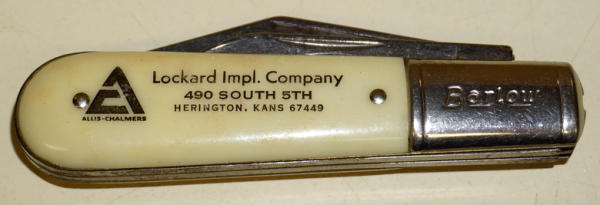 Lockard Impl. Company
490 SOUTH 5TH
HERINGTON, KANS 67449
ALLIS-CHALMERS
Barlow